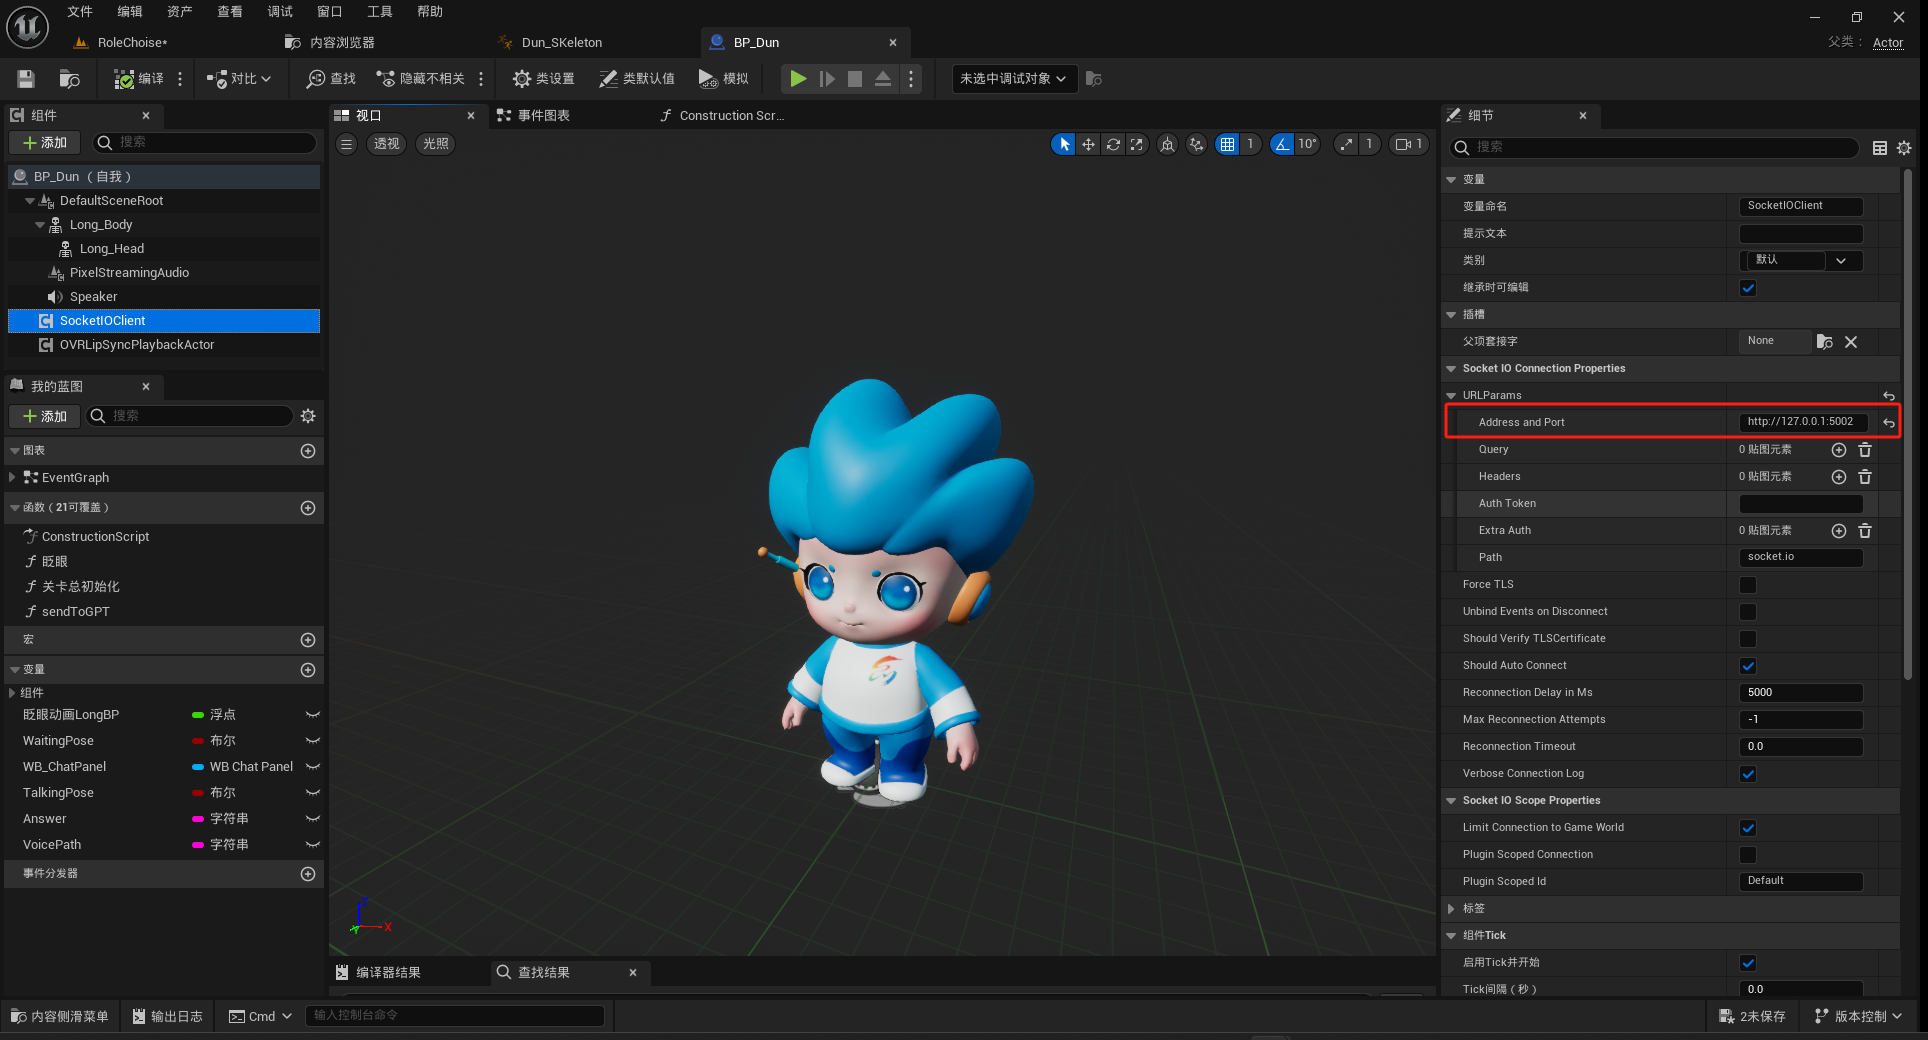 文件 编辑 资产 查看 调试 窗口 工具 帮助
RoleChoise* 内容浏览器 Dun_SKeleton BP_Dun
父类： Actor
编译 对比 查找 隐藏不相关 类设置 类默认值 模拟 未选中调试对象
组件
添加 搜索
BP_Dun （自我）
DefaultSceneRoot
Long_Body
Long_Head
PixelStreamingAudio
Speaker
SocketIOClient
OVRLipSyncPlaybackActor
我的蓝图
添加 搜索
图表
EventGraph
函数（21可覆盖）
ConstructionScript
眨眼
关卡总初始化
sendToGPT
宏
变量
组件
眨眼动画LongBP 浮点
WaitingPose 布尔
WB_ChatPanel WB Chat Panel
TalkingPose 布尔
Answer 字符串
VoicePath 字符串
事件分发器
视口 事件图表 Construction Scr...
透视 光照 1 10° 1 1
Z
X
Y
编译器结果 查找结果
细节
搜索
变量
变量命名 SocketIOClient
提示文本
类别 默认
继承时可编辑
插槽
父项套接字 None
Socket IO Connection Properties
URLParams
Address and Port http://127.0.0.1:5002
Query 0 贴图元素
Headers 0 贴图元素
Auth Token
Extra Auth 0 贴图元素
Path socket.io
Force TLS
Unbind Events on Disconnect
Should Verify TLSCertificate
Should Auto Connect
Reconnection Delay in Ms 5000
Max Reconnection Attempts -1
Reconnection Timeout 0.0
Verbose Connection Log
Socket IO Scope Properties
Limit Connection to Game World
Plugin Scoped Connection
Plugin Scoped Id Default
标签
组件Tick
启用Tick并开始
Tick间隔（秒） 0.0
内容侧滑菜单 输出日志 Cmd 输入控制台命令 2未保存 版本控制